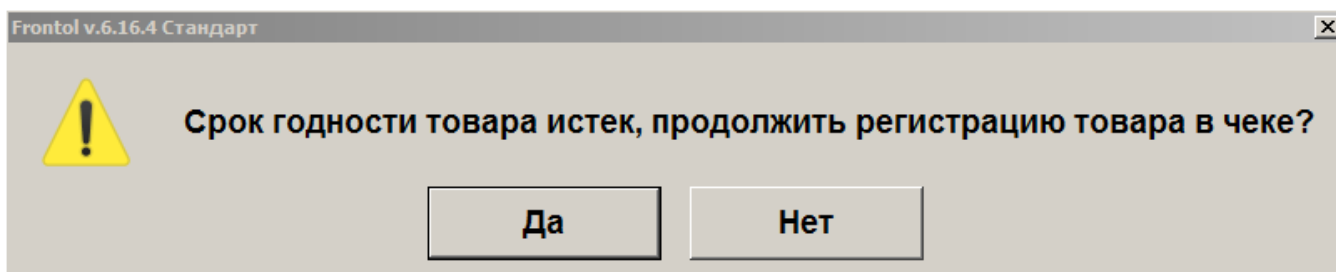 Frontol v.6.16.4 Стандарт
Срок годности товара истек, продолжить регистрацию товара в чеке?
Да
Нет